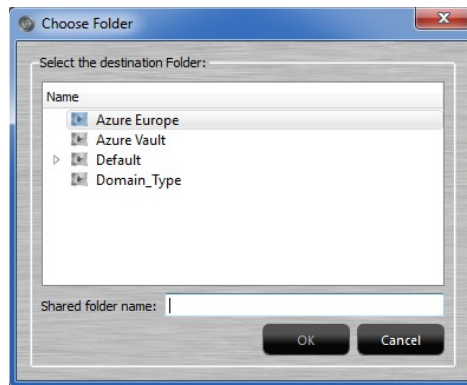 Choose Folder
Select the destination Folder:
Name
Azure Europe
Azure Vault
Default
Domain_Type
Shared folder name:
OK
Cancel